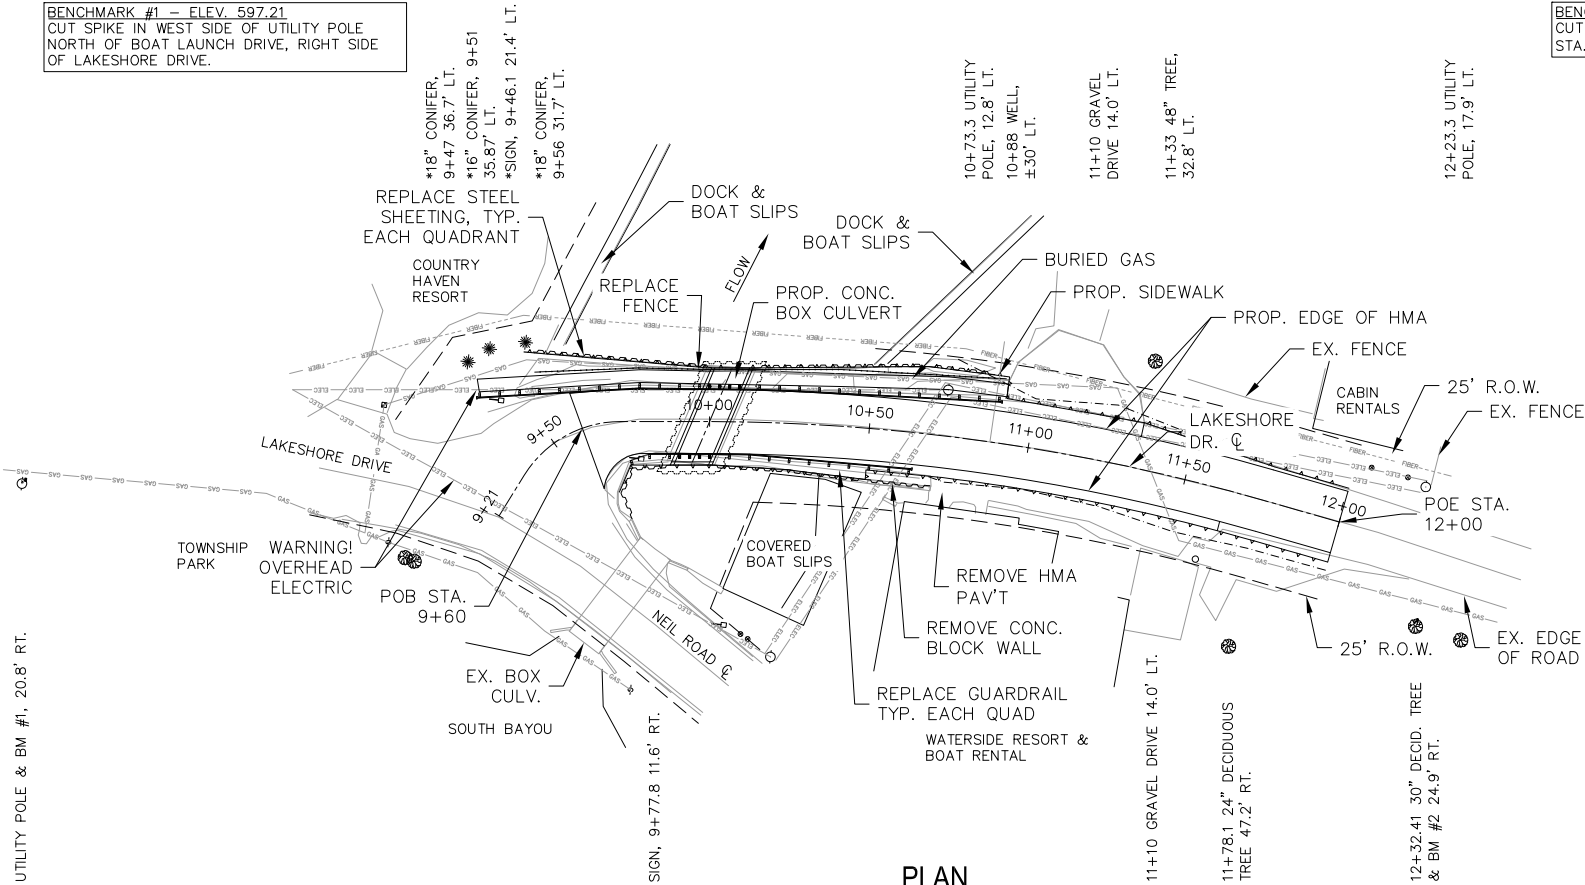 BENCHMARK #1 – ELEV. 597.21
CUT SPIKE IN WEST SIDE OF UTILITY POLE
NORTH OF BOAT LAUNCH DRIVE, RIGHT SIDE
OF LAKESHORE DRIVE.
CUT
STA.
*18" CONIFER,
9+47 36.7' LT.
*16" CONIFER, 9+51
35.87' LT.
*SIGN, 9+46.1 21.4' LT.
*18" CONIFER,
9+56 31.7' LT.
10+73.3 UTILITY
POLE, 12.8' LT.
10+88 WELL,
±30' LT.
11+10 GRAVEL
DRIVE 14.0' LT.
11+33 48" TREE,
32.8' LT.
12+23.3 UTILITY
POLE, 17.9' LT.
REPLACE STEEL
SHEETING, TYP.
EACH QUADRANT
DOCK &
BOAT SLIPS
DOCK &
BOAT SLIPS
COUNTRY
HAVEN
RESORT
REPLACE
FENCE
FLOW
PROP. CONC.
BOX CULVERT
BURIED GAS
PROP. SIDEWALK
PROP. EDGE OF HMA
EX. FENCE
CABIN
RENTALS
25' R.O.W.
EX. FENCE
LAKESHORE DRIVE
9+21
9+50
10+00
10+50
11+00
11+50
12+00
LAKESHORE
DR. ℄
POE STA.
12+00
TOWNSHIP
PARK
WARNING!
OVERHEAD
ELECTRIC
POB STA.
9+60
COVERED
BOAT SLIPS
REMOVE HMA
PAV'T
REMOVE CONC.
BLOCK WALL
NEIL ROAD ℄
EX. BOX
CULV.
SOUTH BAYOU
REPLACE GUARDRAIL
TYP. EACH QUAD
WATERSIDE RESORT &
BOAT RENTAL
25' R.O.W.
EX. EDGE
OF ROAD
UTILITY POLE & BM #1, 20.8' RT.
SIGN, 9+77.8 11.6' RT.
11+10 GRAVEL DRIVE 14.0' LT.
11+78.1 24" DECIDUOUS
TREE 47.2' RT.
12+32.41 30" DECID. TREE
& BM #2 24.9' RT.
PLAN